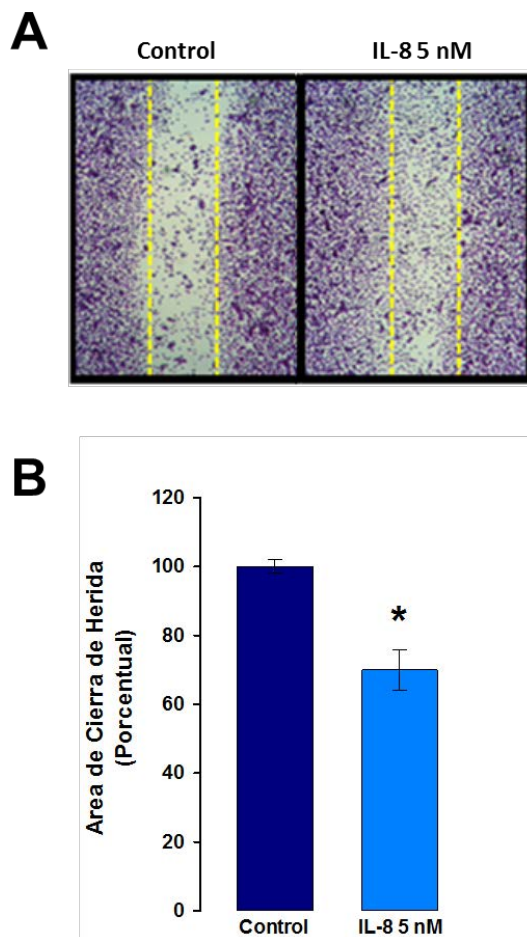 A
Control
IL-8 5 nM
B
Area de Cierra de Herida
(Porcentual)
120
100
80
60
40
20
0
*
Control
IL-8 5 nM